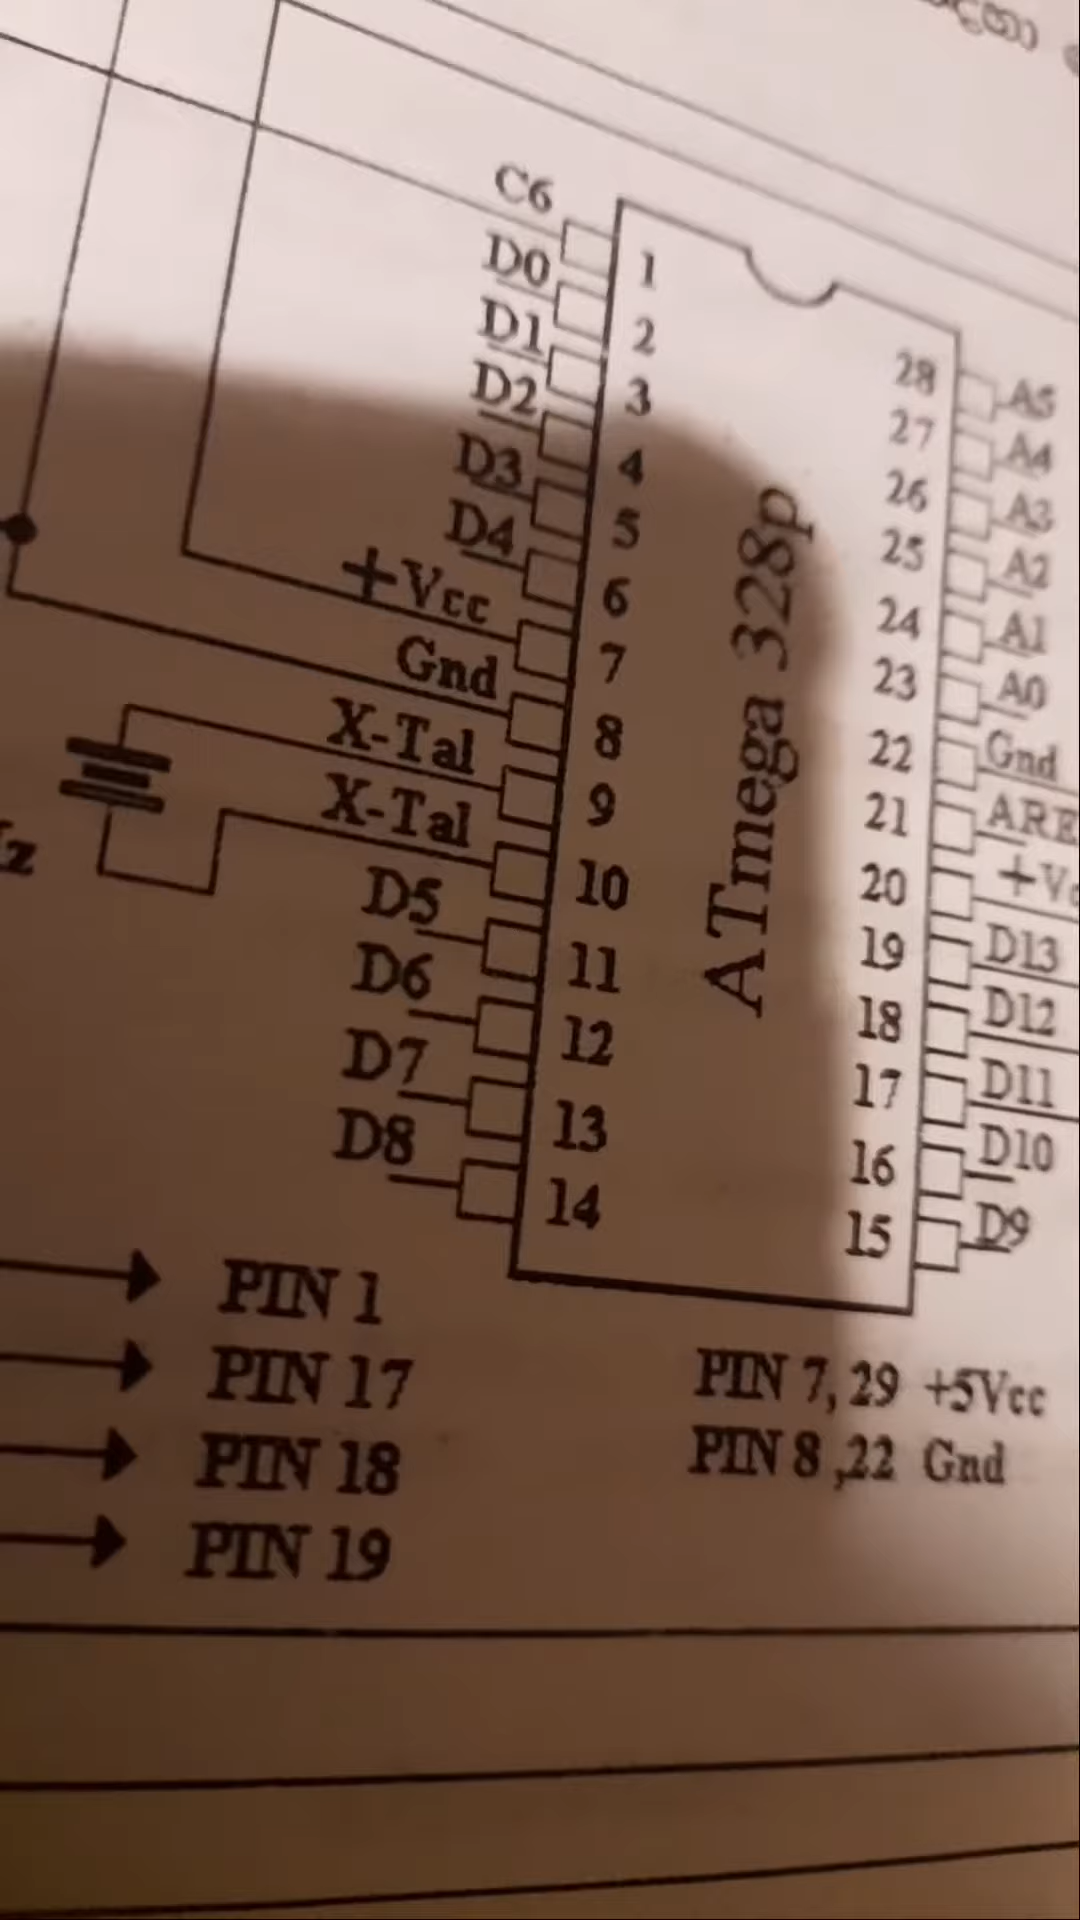 C6
D0
D1
D2
D3
D4
+Vcc
Gnd
X-Tal
X-Tal
D5
D6
D7
D8
1
2
3
4
5
6
7
8
9
10
11
12
13
14
ATmega 328p
28 A5
27 A4
26 A3
25 A2
24 A1
23 A0
22 Gnd
21 ARE
20 +Vc
19 D13
18 D12
17 D11
16 D10
15 D9
PIN 1
PIN 17
PIN 18
PIN 19
PIN 7, 29 +5Vcc
PIN 8 ,22 Gnd